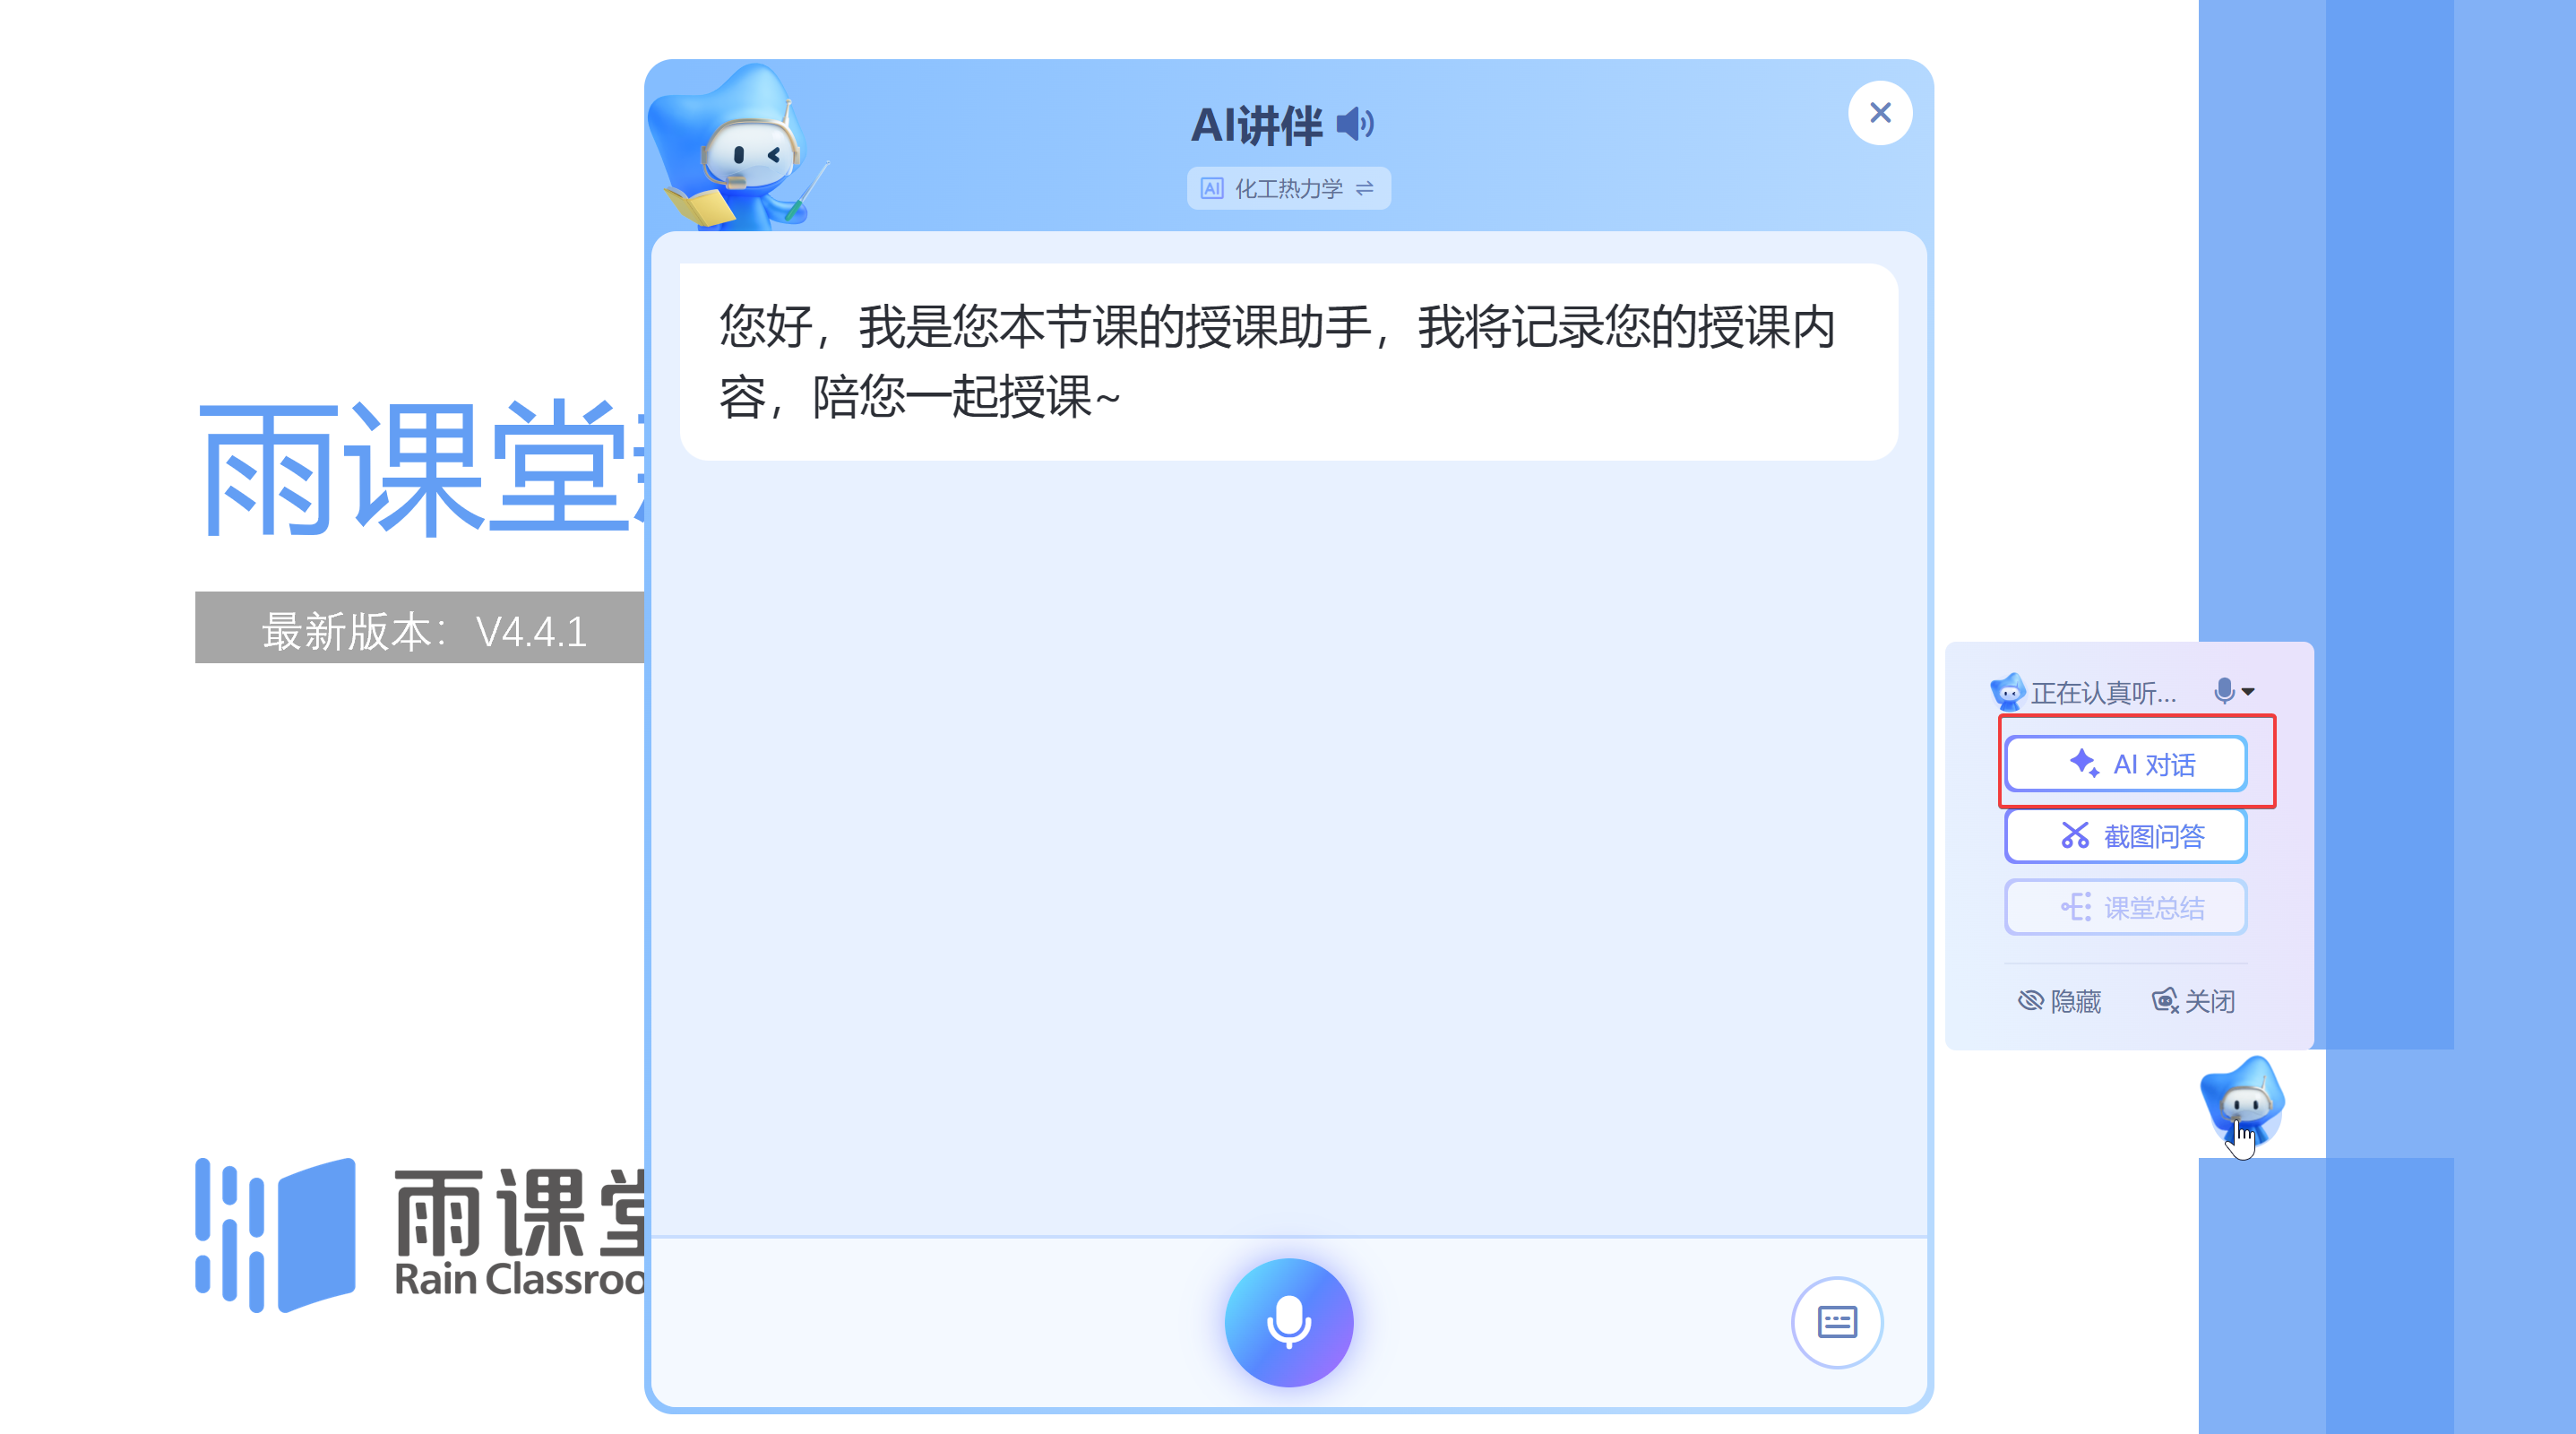 AI讲伴
AI 化工热力学
您好，我是您本节课的授课助手，我将记录您的授课内
容，陪您一起授课~
雨课堂
最新版本：V4.4.1
正在认真听...
AI 对话
截图问答
课堂总结
隐藏 关闭
雨课堂
Rain Classroo